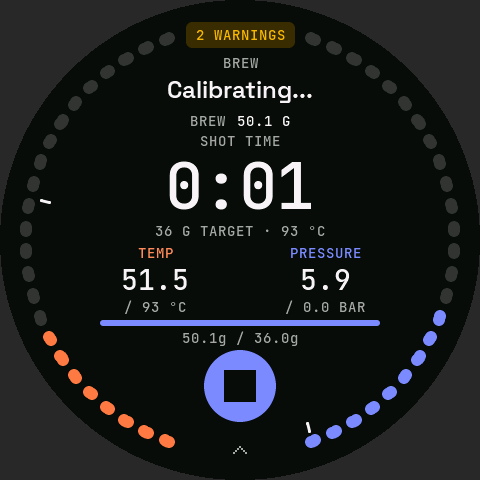 2 WARNINGS
BREW
Calibrating...
BREW 50.1 G
SHOT TIME
0:01
36 G TARGET · 93 °C
TEMP PRESSURE
51.5 5.9
/ 93 °C / 0.0 BAR
50.1g / 36.0g